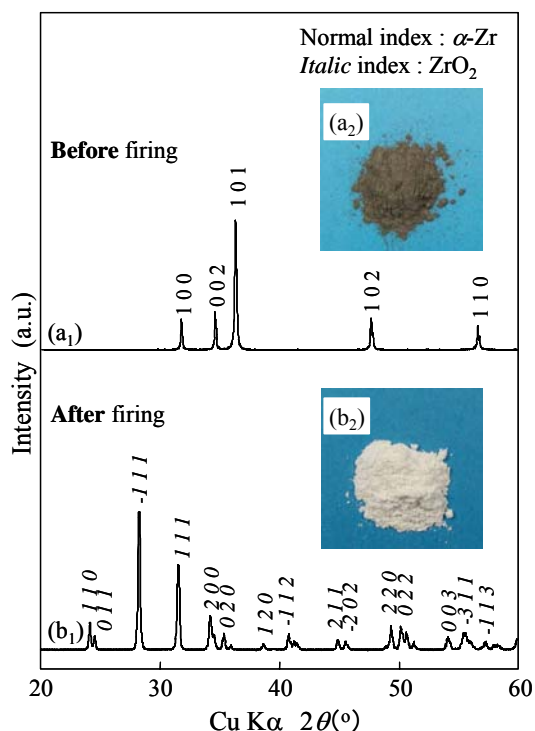 Normal index : α-Zr
Italic index : ZrO2
(a2)
Before firing
1 0 0
0 0 2
1 0 1
1 0 2
1 1 0
(a1)
Intensity (a.u.)
(b2)
After firing
1 1 0
0 1 1
-1 1 1
1 1 1
2 0 0
0 2 0
1 2 0
-1 1 2
2 1 1
-2 0 2
2 2 0
0 2 2
0 0 3
-3 1 1
-1 1 3
(b1)
20 30 40 50 60
Cu Kα 2θ(°)